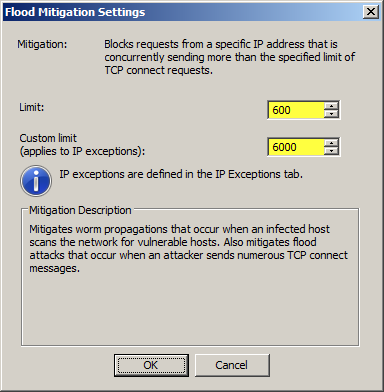 Flood Mitigation Settings
Mitigation: Blocks requests from a specific IP address that is
concurrently sending more than the specified limit of
TCP connect requests.
Limit: 600
Custom limit
(applies to IP exceptions): 6000
IP exceptions are defined in the IP Exceptions tab.
Mitigation Description
Mitigates worm propagations that occur when an infected host
scans the network for vulnerable hosts. Also mitigates flood
attacks that occur when an attacker sends numerous TCP connect
messages.
OK Cancel